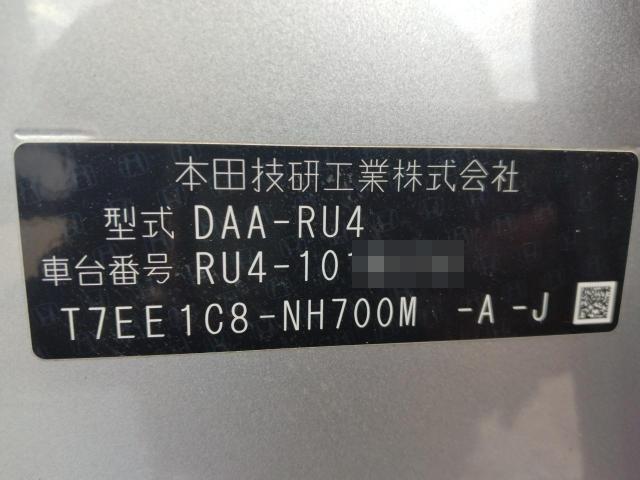 本田技研工業株式会社
型式 DAA-RU4
車台番号 RU4-101
T7EE1C8-NH700M -A-J